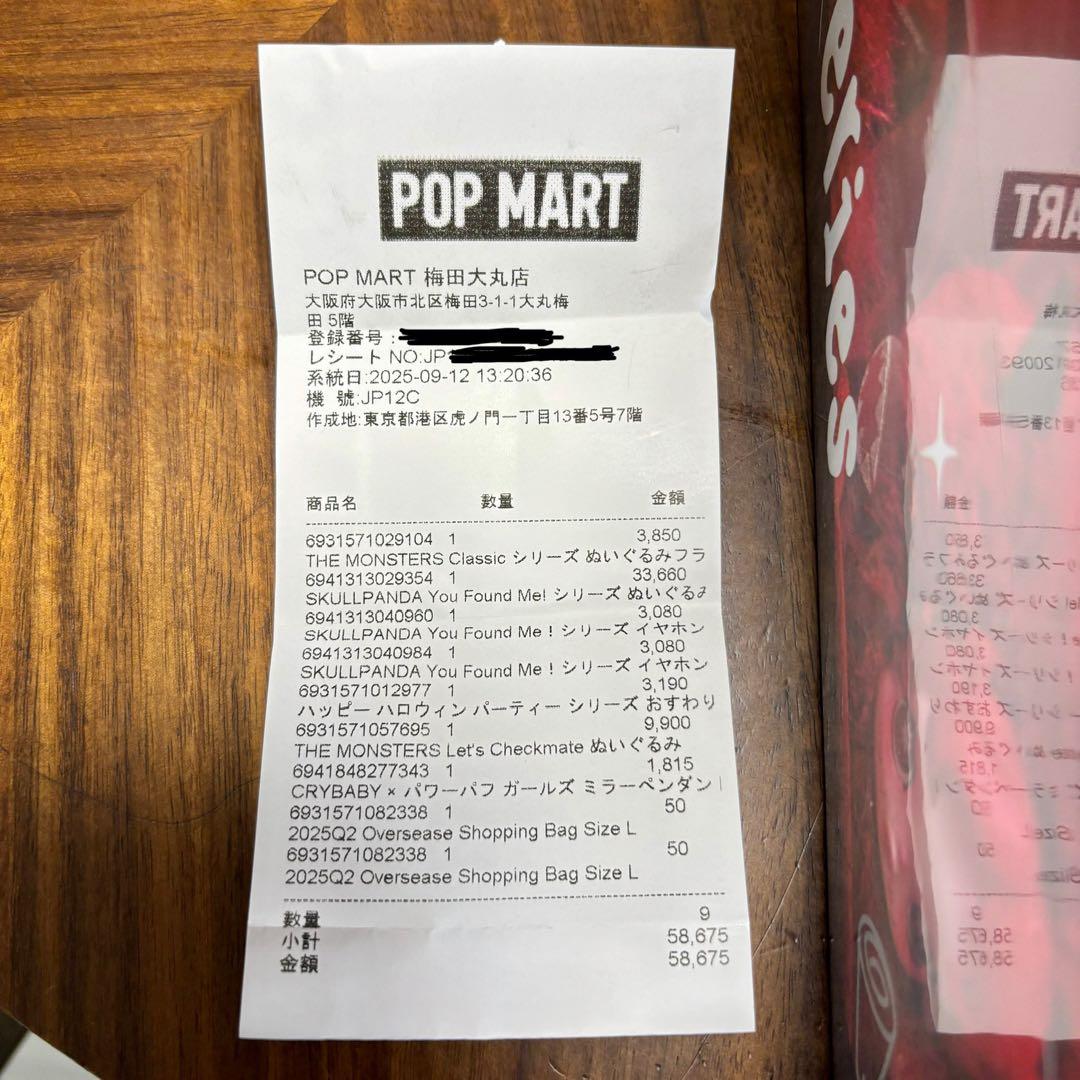 POP MART
POP MART 梅田大丸店
大阪府大阪市北区梅田3-1-1大丸梅
田 5階
登録番号 :
レシート NO:JP
系統日:2025-09-12 13:20:36
機 號:JP12C
作成地:東京都港区虎ノ門一丁目13番5号7階
商品名 数量 金額
6931571029104 1 3,850
THE MONSTERS Classic シリーズ ぬいぐるみフラ
6941313029354 1 33,660
SKULLPANDA You Found Me! シリーズ ぬいぐるみ
6941313040960 1 3,080
SKULLPANDA You Found Me！シリーズ イヤホン
6941313040984 1 3,080
SKULLPANDA You Found Me！シリーズ イヤホン
6931571012977 1 3,190
ハッピー ハロウィン パーティー シリーズ おすわり
6931571057695 1 9,900
THE MONSTERS Let's Checkmate ぬいぐるみ
6941848277343 1 1,815
CRYBABY × パワーパフ ガールズ ミラーペンダン
6931571082338 1 50
2025Q2 Oversease Shopping Bag Size L
6931571082338 1 50
2025Q2 Oversease Shopping Bag Size L
数量 9
小計 58,675
金額 58,675